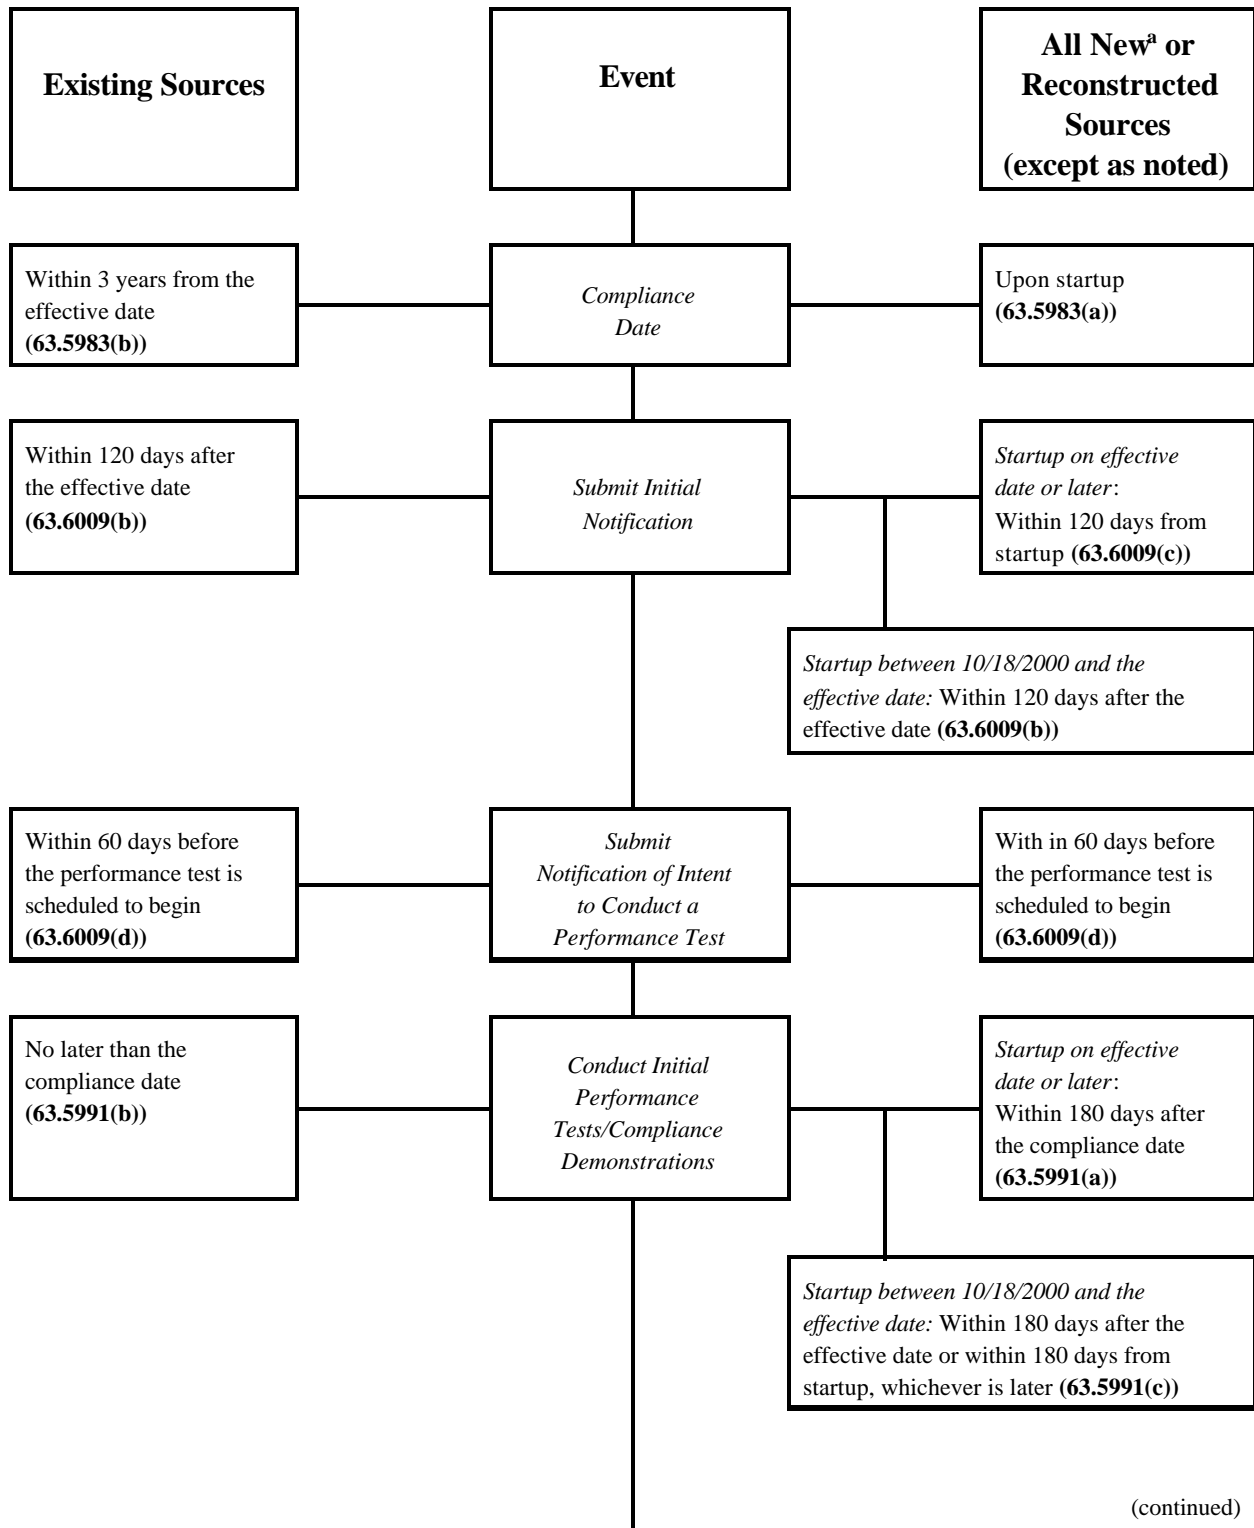 Existing Sources
Event
All Newª or
Reconstructed
Sources
(except as noted)
Within 3 years from the
effective date
(63.5983(b))
Compliance
Date
Upon startup
(63.5983(a))
Within 120 days after
the effective date
(63.6009(b))
Submit Initial
Notification
Startup on effective
date or later:
Within 120 days from
startup (63.6009(c))
Startup between 10/18/2000 and the
effective date: Within 120 days after the
effective date (63.6009(b))
Within 60 days before
the performance test is
scheduled to begin
(63.6009(d))
Submit
Notification of Intent
to Conduct a
Performance Test
With in 60 days before
the performance test is
scheduled to begin
(63.6009(d))
No later than the
compliance date
(63.5991(b))
Conduct Initial
Performance
Tests/Compliance
Demonstrations
Startup on effective
date or later:
Within 180 days after
the compliance date
(63.5991(a))
Startup between 10/18/2000 and the
effective date: Within 180 days after the
effective date or within 180 days from
startup, whichever is later (63.5991(c))
(continued)